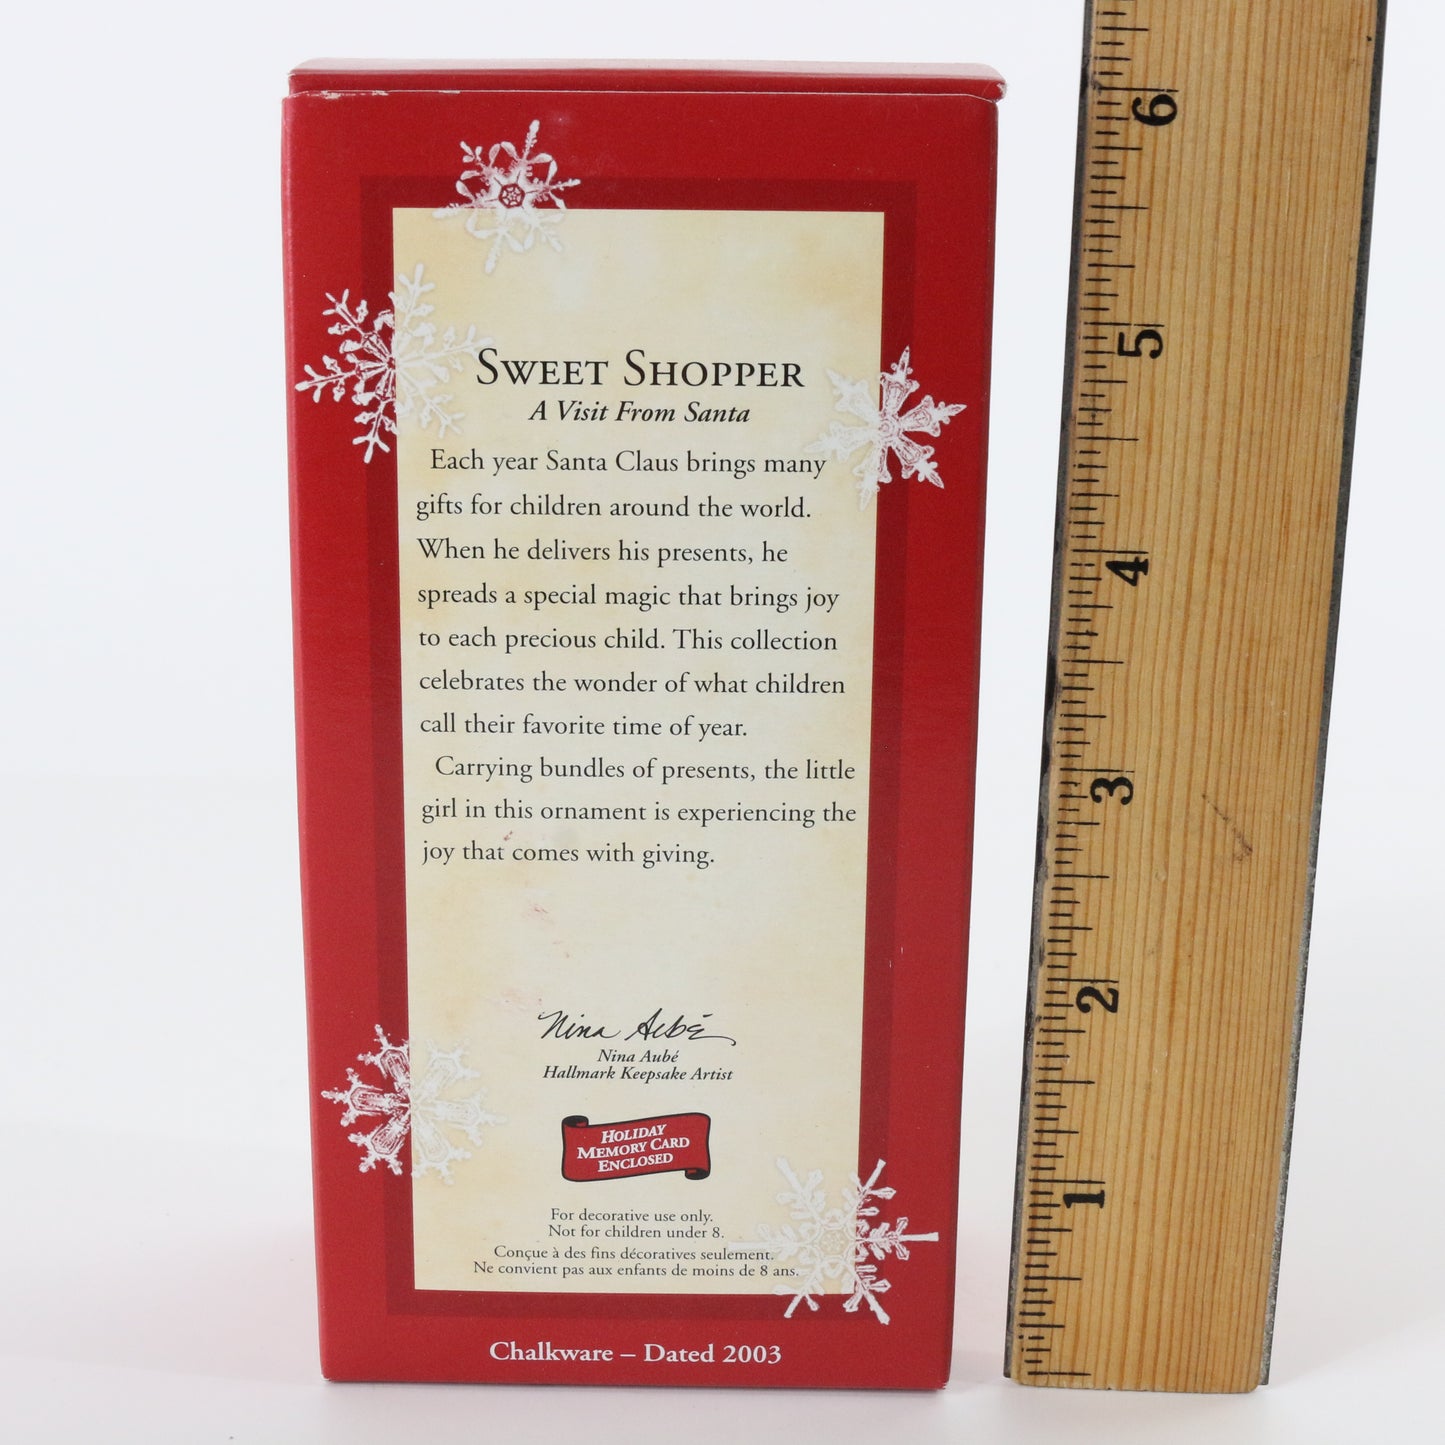 SWEET SHOPPER
A Visit From Santa
Each year Santa Claus brings many
gifts for children around the world.
When he delivers his presents, he
spreads a special magic that brings joy
to each precious child. This collection
celebrates the wonder of what children
call their favorite time of year.
Carrying bundles of presents, the little
girl in this ornament is experiencing the
joy that comes with giving.
Nina Aubé
Nina Aubé
Hallmark Keepsake Artist
HOLIDAY
MEMORY CARD
ENCLOSED
For decorative use only.
Not for children under 8.
Conçue à des fins décoratives seulement.
Ne convient pas aux enfants de moins de 8 ans.
Chalkware – Dated 2003
6
5
4
3
2
1